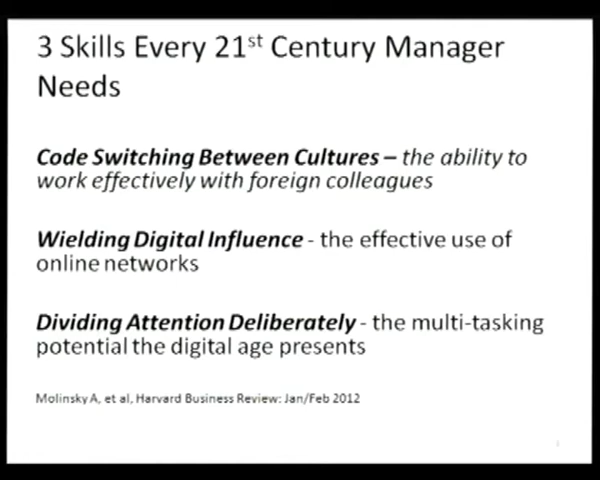 3 Skills Every 21st Century Manager
Needs
Code Switching Between Cultures – the ability to
work effectively with foreign colleagues
Wielding Digital Influence - the effective use of
online networks
Dividing Attention Deliberately - the multi-tasking
potential the digital age presents
Molinsky A, et al, Harvard Business Review: Jan/Feb 2012